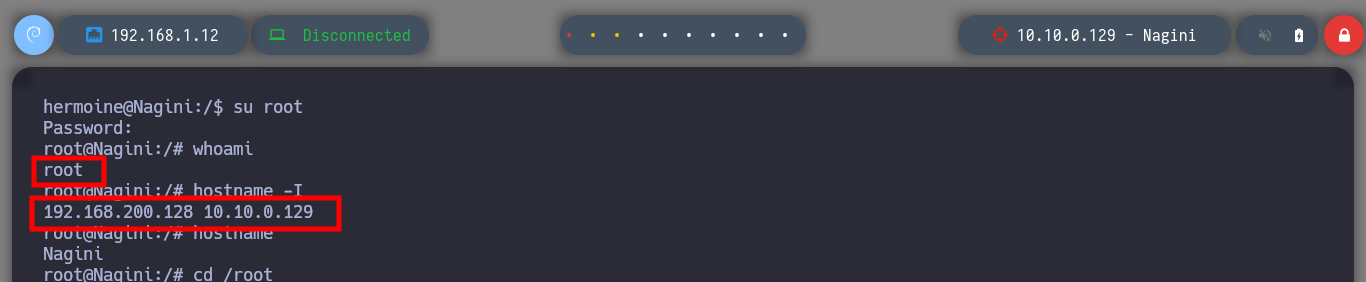 192.168.1.12 Disconnected 10.10.0.129 - Nagini
hermoine@Nagini:/$ su root
Password:
root@Nagini:/# whoami
root
root@Nagini:/# hostname -I
192.168.200.128 10.10.0.129
root@Nagini:/# hostname
Nagini
root@Nagini:/# cd /root